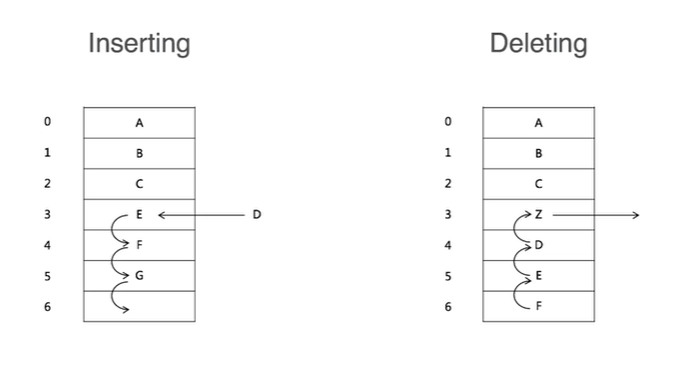 Inserting
0 A
1 B
2 C
3 E D
4 F
5 G
6
Deleting
0 A
1 B
2 C
3 Z
4 D
5 E
6 F